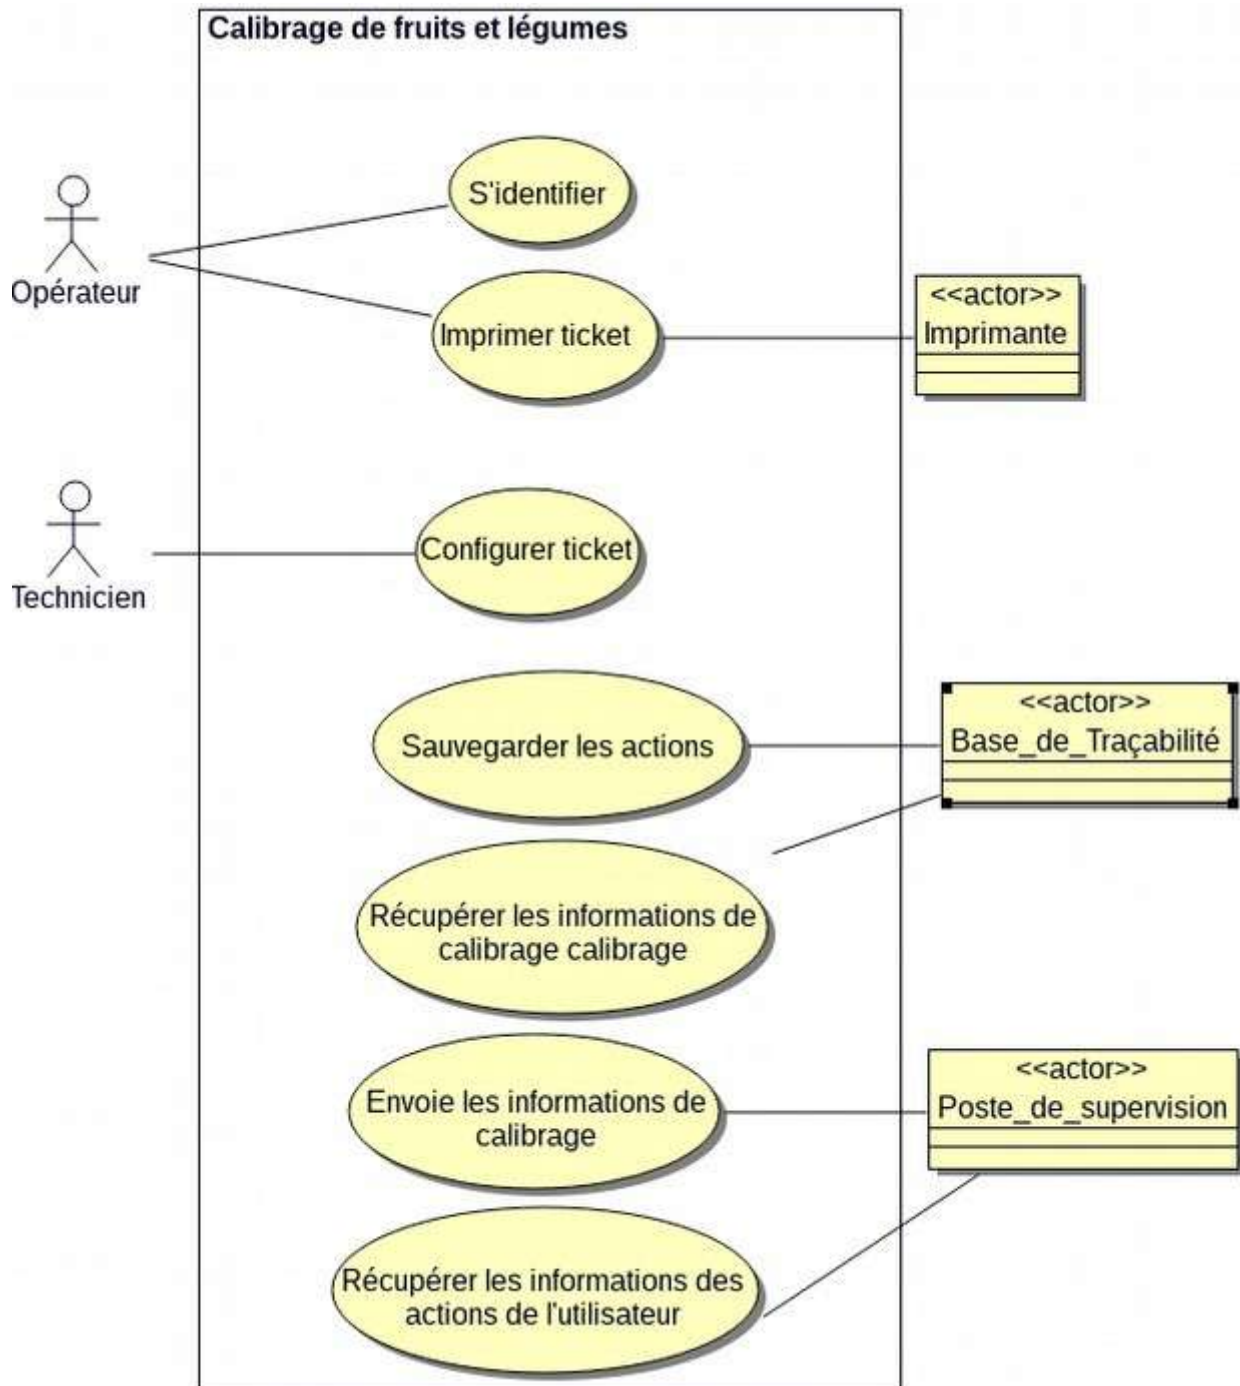 Calibrage de fruits et légumes
S'identifier
Opérateur
Imprimer ticket
<<actor>>
Imprimante
Configurer ticket
Technicien
Sauvegarder les actions
<<actor>>
Base_de_Traçabilité
Récupérer les informations de
calibrage calibrage
Envoie les informations de
calibrage
<<actor>>
Poste_de_supervision
Récupérer les informations des
actions de l'utilisateur